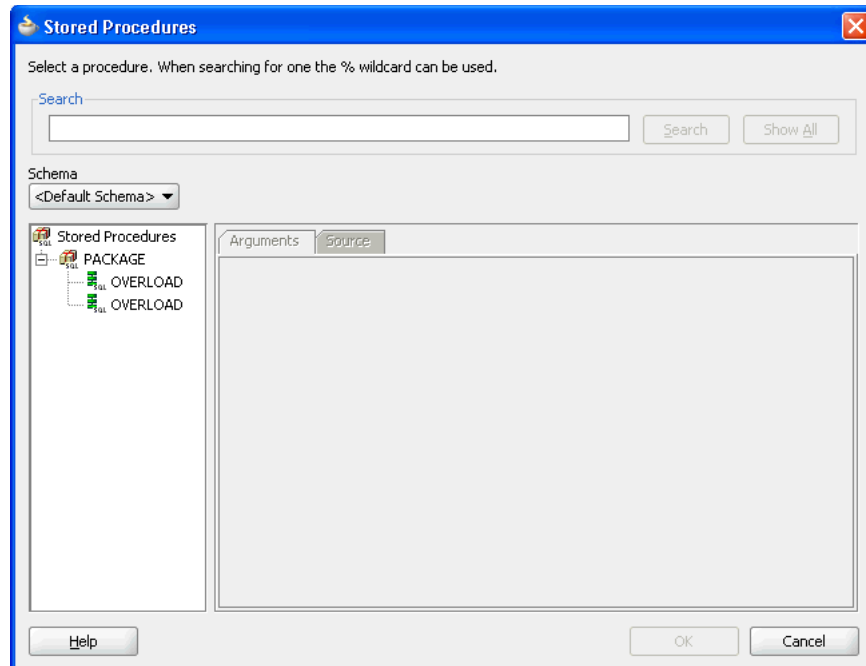 Stored Procedures
Select a procedure. When searching for one the % wildcard can be used.
Search
Search Show All
Schema
<Default Schema>
Stored Procedures
PACKAGE
OVERLOAD
OVERLOAD
Arguments Source
Help OK Cancel